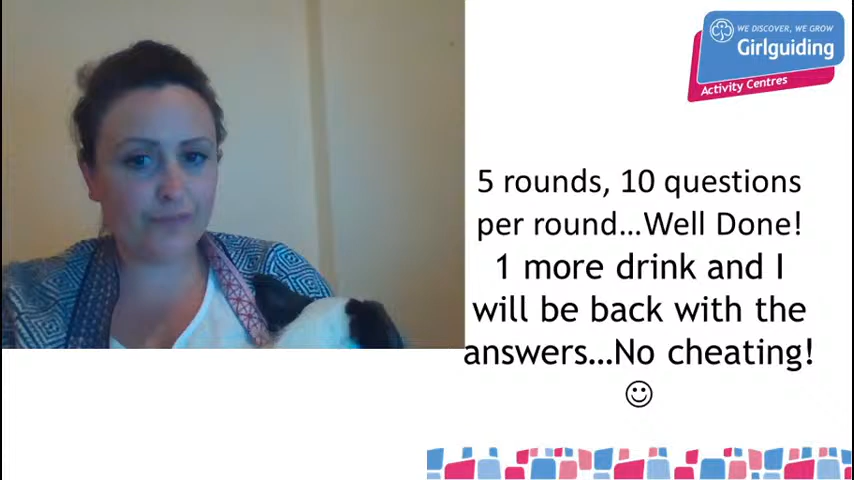 WE DISCOVER, WE GROW
Girlguiding
Activity Centres
5 rounds, 10 questions
per round...Well Done!
1 more drink and I
will be back with the
answers...No cheating!
☺